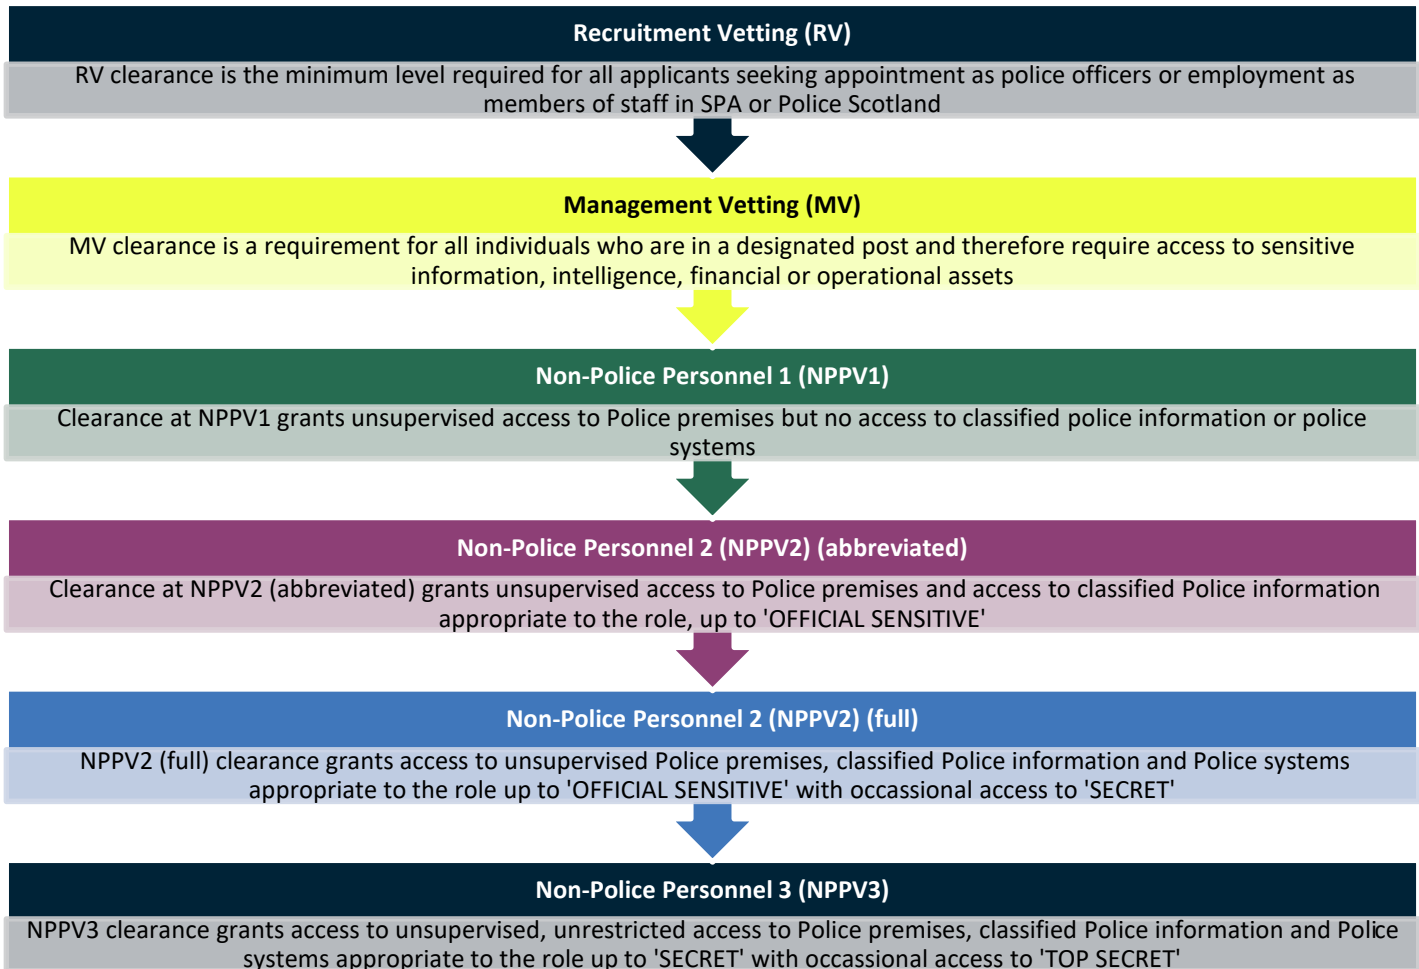 Recruitment Vetting (RV)
RV clearance is the minimum level required for all applicants seeking appointment as police officers or employment as
members of staff in SPA or Police Scotland
Management Vetting (MV)
MV clearance is a requirement for all individuals who are in a designated post and therefore require access to sensitive
information, intelligence, financial or operational assets
Non-Police Personnel 1 (NPPV1)
Clearance at NPPV1 grants unsupervised access to Police premises but no access to classified police information or police
systems
Non-Police Personnel 2 (NPPV2) (abbreviated)
Clearance at NPPV2 (abbreviated) grants unsupervised access to Police premises and access to classified Police information
appropriate to the role, up to 'OFFICIAL SENSITIVE'
Non-Police Personnel 2 (NPPV2) (full)
NPPV2 (full) clearance grants access to unsupervised Police premises, classified Police information and Police systems
appropriate to the role up to 'OFFICIAL SENSITIVE' with occassional access to 'SECRET'
Non-Police Personnel 3 (NPPV3)
NPPV3 clearance grants access to unsupervised, unrestricted access to Police premises, classified Police information and Police
systems appropriate to the role up to 'SECRET' with occassional access to 'TOP SECRET'